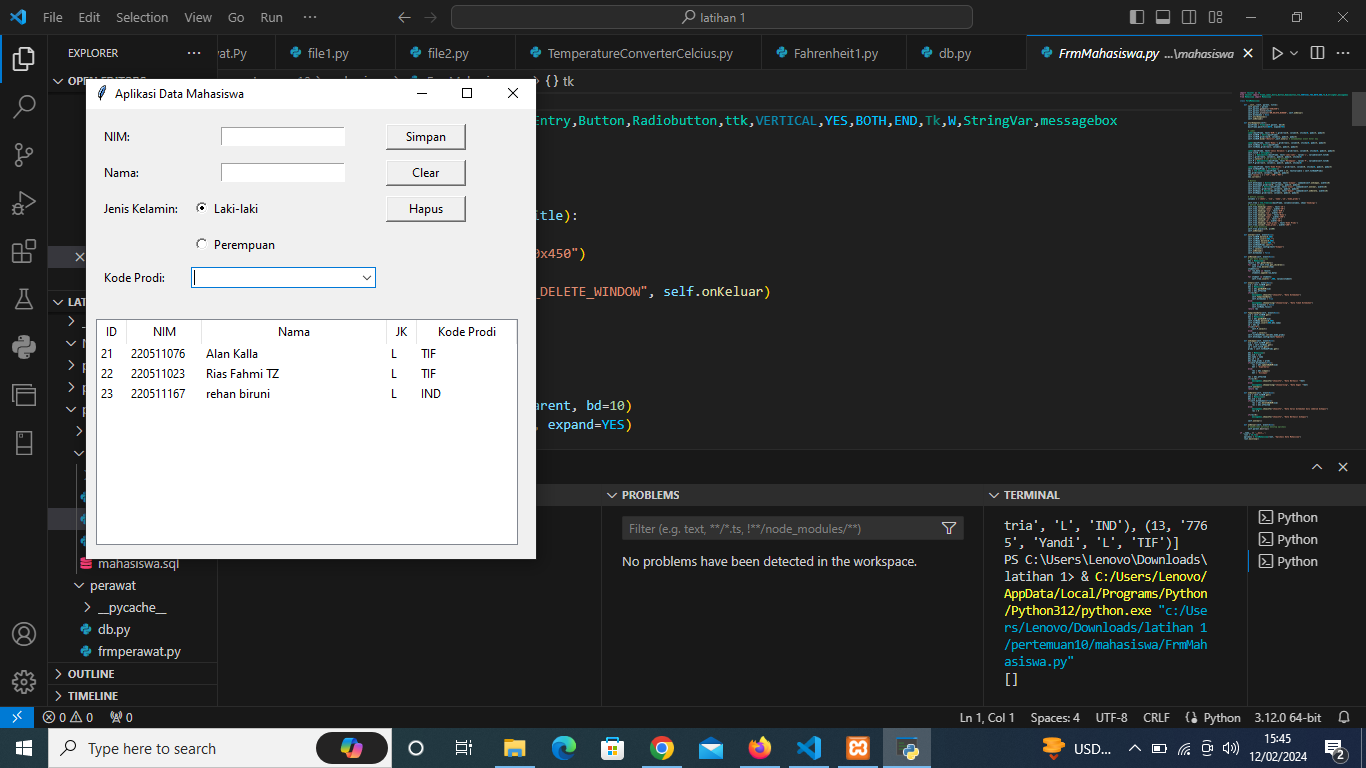 File Edit Selection View Go Run ··· latihan 1
EXPLORER ···
wat.Py file1.py file2.py TemperatureConverterCelcius.py Fahrenheit1.py db.py FrmMahasiswa.py ...\mahasiswa
{} tk
Entry,Button,Radiobutton,ttk,VERTICAL,YES,BOTH,END,Tk,W,StringVar,messagebox
itle):
0x450")
_DELETE_WINDOW", self.onKeluar)
arent, bd=10)
, expand=YES)
Aplikasi Data Mahasiswa
NIM: Simpan
Nama: Clear
Jenis Kelamin: Laki-laki Hapus
Perempuan
Kode Prodi:
ID NIM Nama JK Kode Prodi
21 220511076 Alan Kalla L TIF
22 220511023 Rias Fahmi TZ L TIF
23 220511167 rehan biruni L IND
mahasiswa.sql
perawat
__pycache__
db.py
frmperawat.py
OUTLINE
TIMELINE
PROBLEMS
Filter (e.g. text, **/*.ts, !**/node_modules/**)
No problems have been detected in the workspace.
TERMINAL
tria', 'L', 'IND'), (13, '776
5', 'Yandi', 'L', 'TIF')]
PS C:\Users\Lenovo\Downloads\
latihan 1> & C:/Users/Lenovo/
AppData/Local/Programs/Python
/Python312/python.exe "c:/Use
rs/Lenovo/Downloads/latihan 1
/pertemuan10/mahasiswa/FrmMah
asiswa.py"
[]
Python
Python
Python
0 0 0 Ln 1, Col 1 Spaces: 4 UTF-8 CRLF Python 3.12.0 64-bit
Type here to search
USD...
15:45
12/02/2024
2